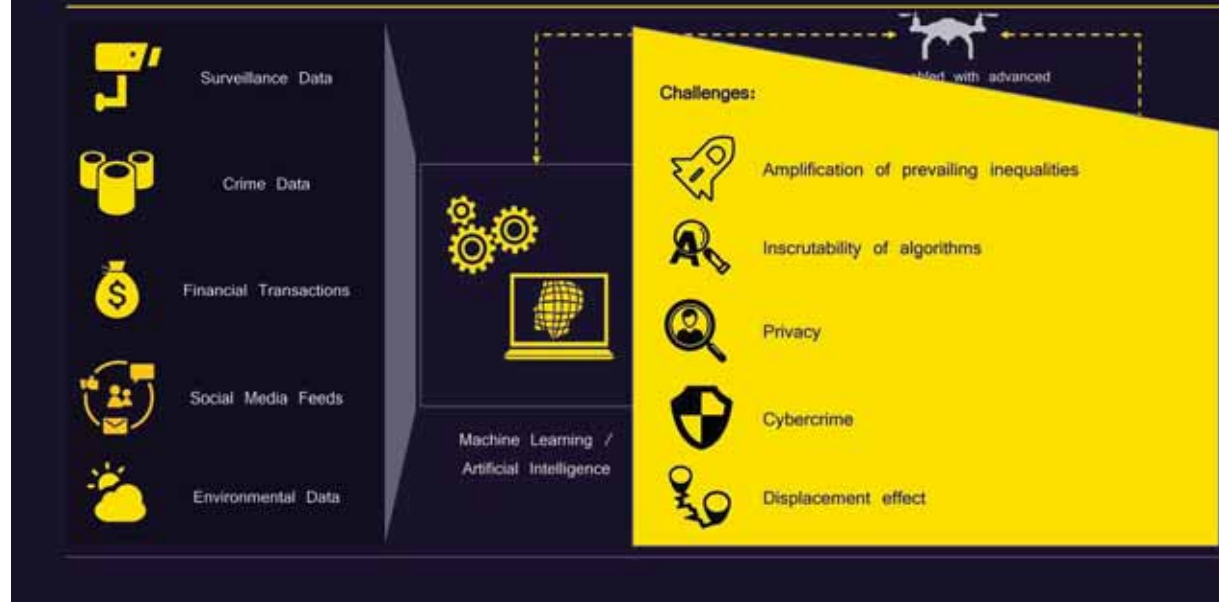 Surveillance Data
Crime Data
Financial Transactions
Social Media Feeds
Environmental Data
Machine Learning /
Artificial Intelligence
with advanced
Challenges:
Amplification of prevailing inequalities
Inscrutability of algorithms
Privacy
Cybercrime
Displacement effect